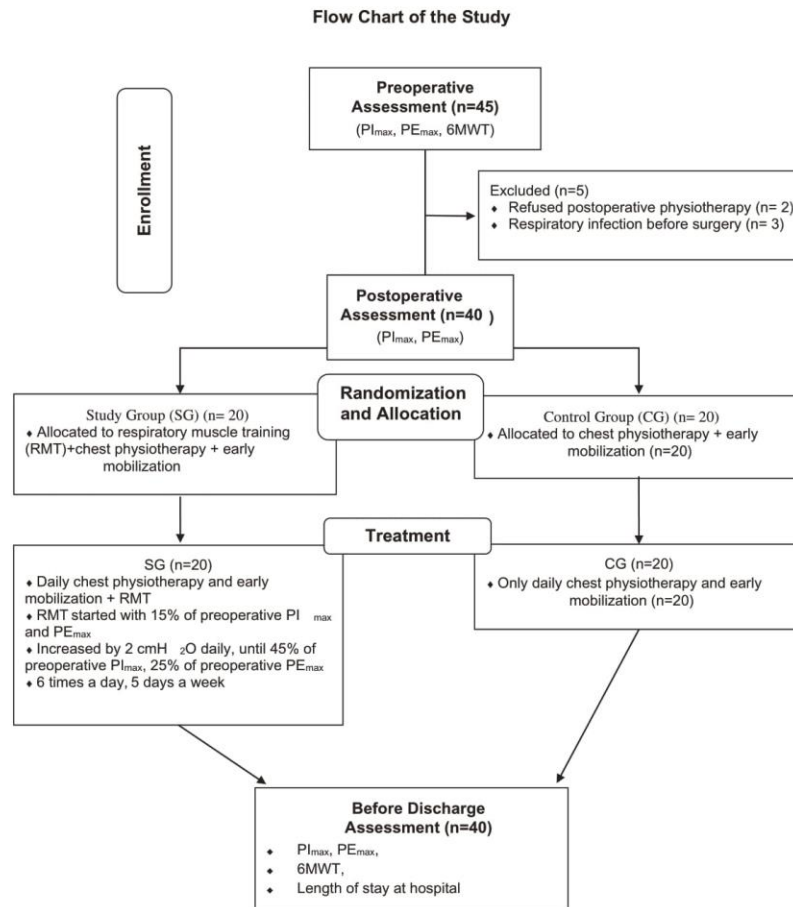 Flow Chart of the Study
Preoperative
Assessment (n=45)
(PImax, PEmax, 6MWT)
Enrollment
Excluded (n=5)
♦ Refused postoperative physiotherapy (n= 2)
♦ Respiratory infection before surgery (n= 3)
Postoperative
Assessment (n=40 )
(PImax, PEmax)
Randomization
and Allocation
Study Group (SG) (n= 20)
♦ Allocated to respiratory muscle training
(RMT)+chest physiotherapy + early
mobilization
Control Group (CG) (n= 20)
♦ Allocated to chest physiotherapy + early
mobilization (n=20)
Treatment
SG (n=20)
♦ Daily chest physiotherapy and early
mobilization + RMT
♦ RMT started with 15% of preoperative PI max
and PEmax
♦ Increased by 2 cmH 2O daily, until 45% of
preoperative PImax, 25% of preoperative PEmax
♦ 6 times a day, 5 days a week
CG (n=20)
♦ Only daily chest physiotherapy and early
mobilization (n=20)
Before Discharge
Assessment (n=40)
♦ PImax, PEmax,
♦ 6MWT,
♦ Length of stay at hospital